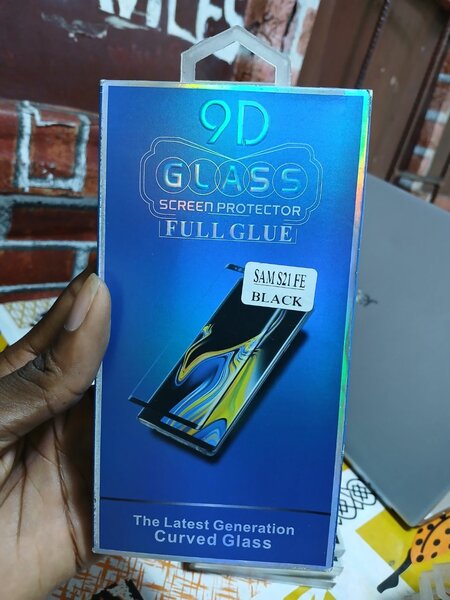 9D
GLASS
SCREEN PROTECTOR
FULL GLUE
SAM S21 FE
BLACK
The Latest Generation
Curved Glass